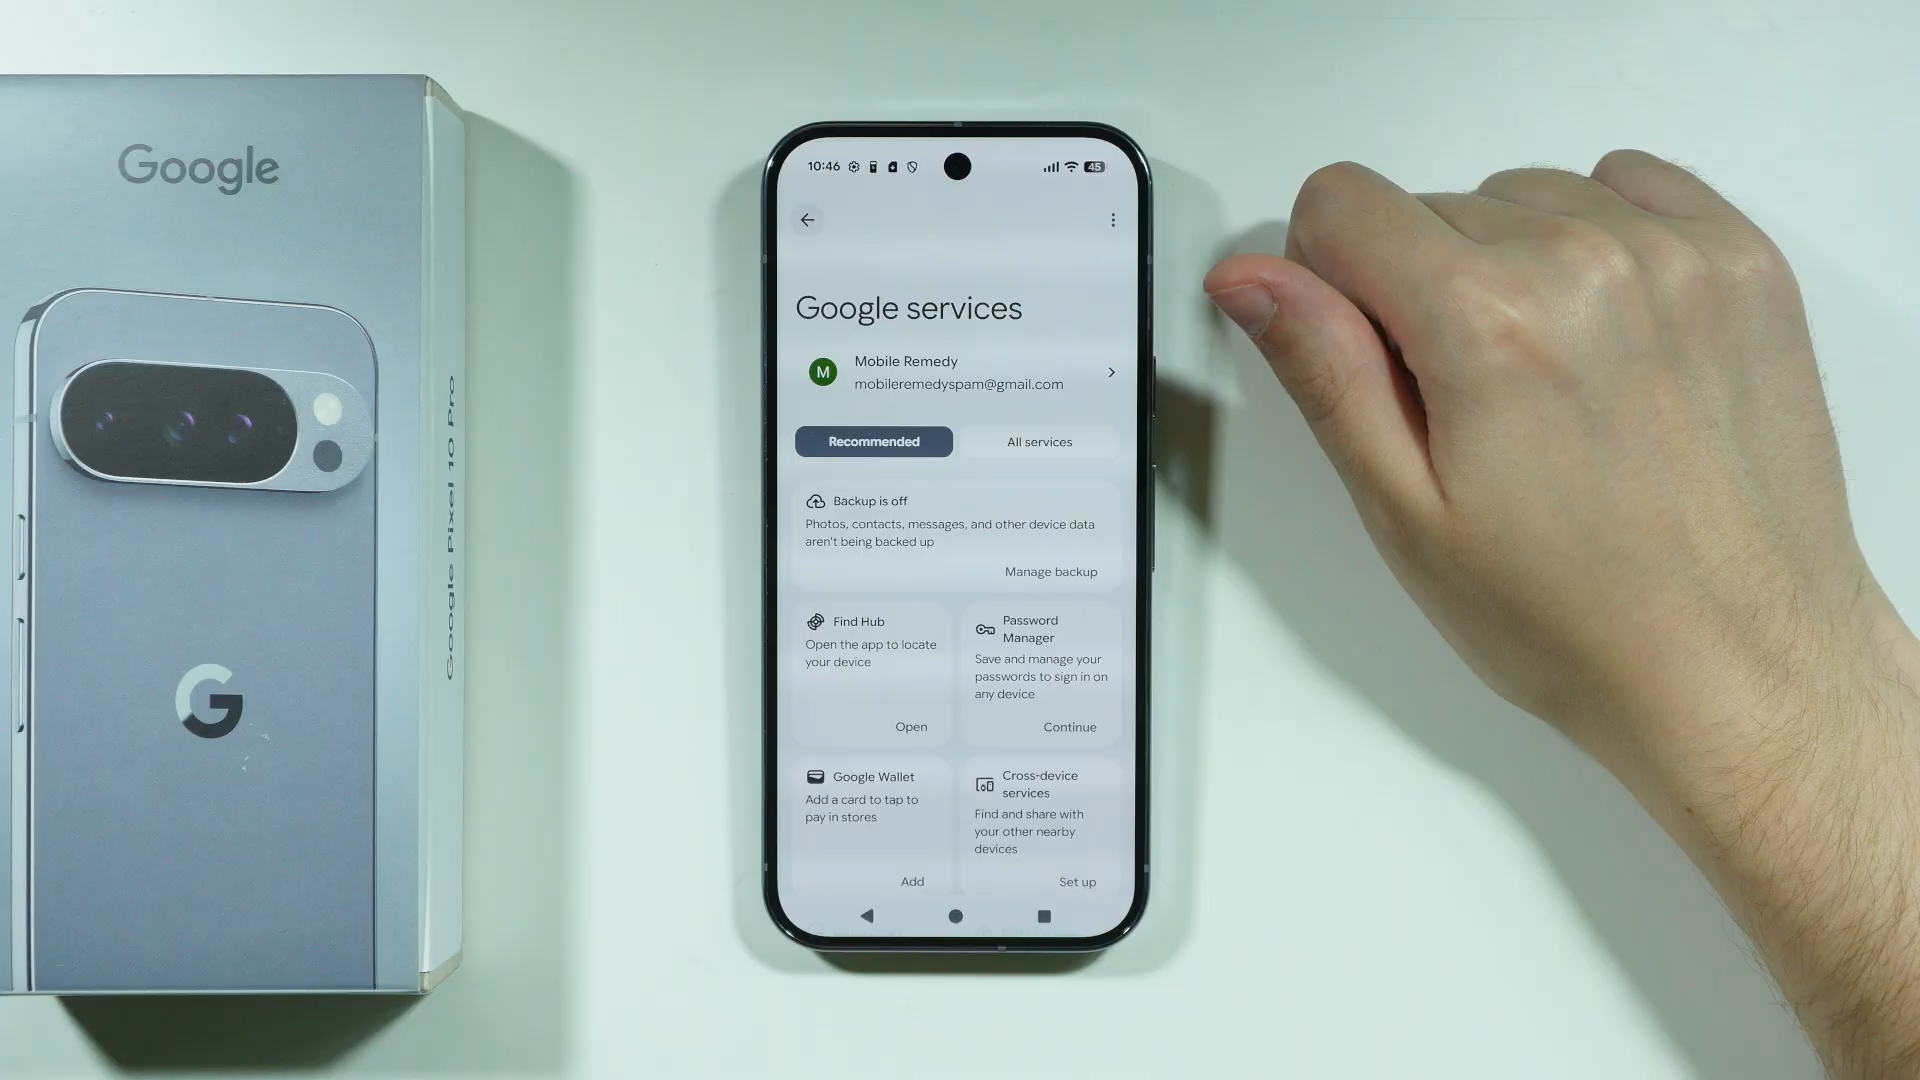 Google
Google Pixel 10 Pro
G
10:46
45
Google services
M
Mobile Remedy
mobileremedyspam@gmail.com
Recommended
All services
Backup is off
Photos, contacts, messages, and other device data
aren't being backed up
Manage backup
Find Hub
Open the app to locate
your device
Open
Password
Manager
Save and manage your
passwords to sign in on
any device
Continue
Google Wallet
Add a card to tap to
pay in stores
Add
Cross-device
services
Find and share with
your other nearby
devices
Set up